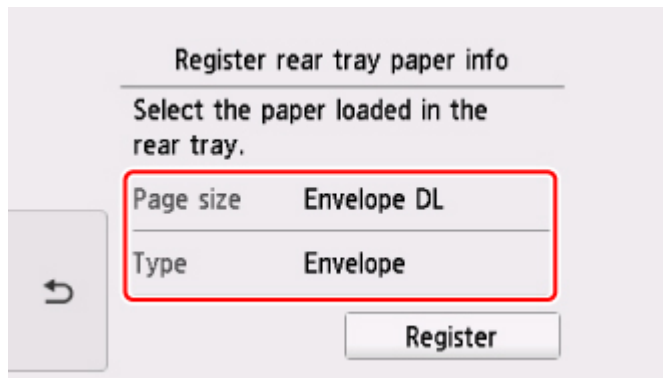 Register rear tray paper info
Select the paper loaded in the
rear tray.
Page size Envelope DL
Type Envelope
Register